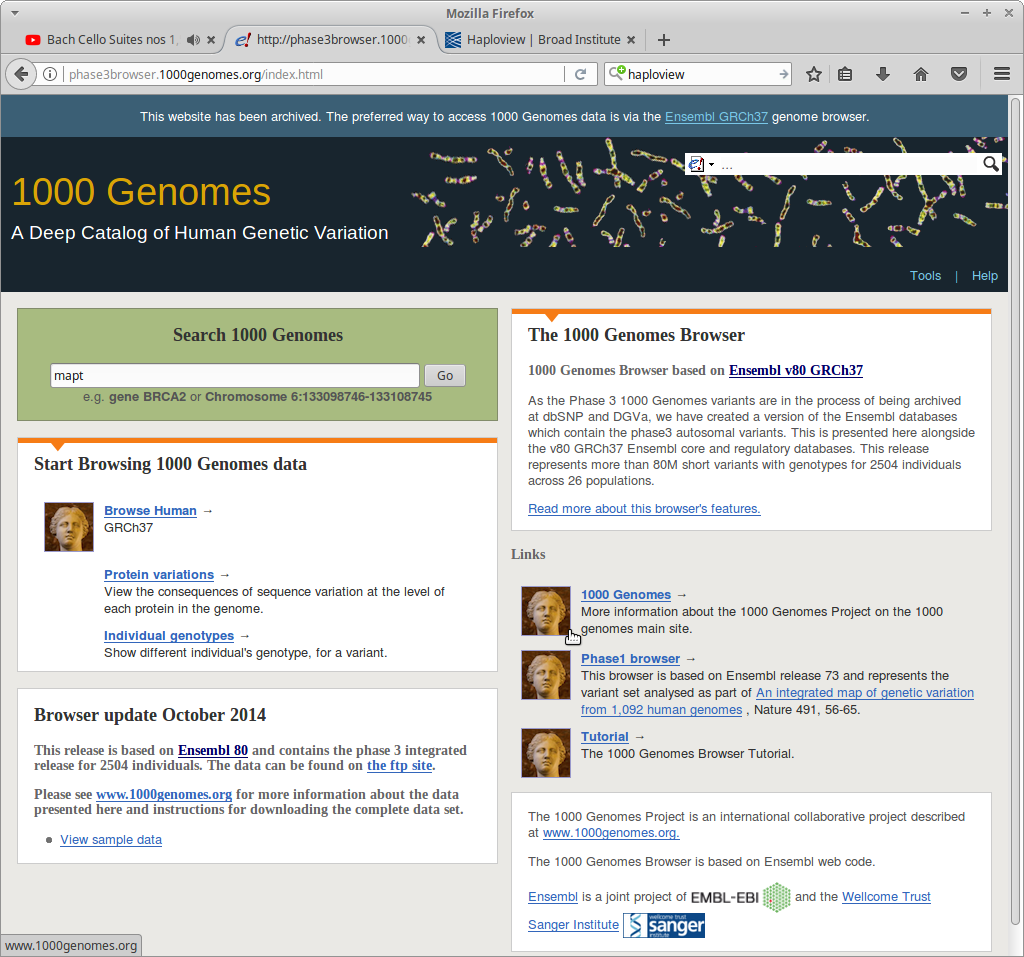 Mozilla Firefox
Bach Cello Suites nos 1,
http://phase3browser.1000
Haploview | Broad Institute
phase3browser.1000genomes.org/index.html
haploview
This website has been archived. The preferred way to access 1000 Genomes data is via the Ensembl GRCh37 genome browser.
e!
...
1000 Genomes
A Deep Catalog of Human Genetic Variation
Tools | Help
Search 1000 Genomes
mapt
Go
e.g. gene BRCA2 or Chromosome 6:133098746-133108745
Start Browsing 1000 Genomes data
Browse Human →
GRCh37
Protein variations →
View the consequences of sequence variation at the level of
each protein in the genome.
Individual genotypes →
Show different individual's genotype, for a variant.
Browser update October 2014
This release is based on Ensembl 80 and contains the phase 3 integrated
release for 2504 individuals. The data can be found on the ftp site.
Please see www.1000genomes.org for more information about the data
presented here and instructions for downloading the complete data set.
View sample data
The 1000 Genomes Browser
1000 Genomes Browser based on Ensembl v80 GRCh37
As the Phase 3 1000 Genomes variants are in the process of being archived
at dbSNP and DGVa, we have created a version of the Ensembl databases
which contain the phase3 autosomal variants. This is presented here alongside
the v80 GRCh37 Ensembl core and regulatory databases. This release
represents more than 80M short variants with genotypes for 2504 individuals
across 26 populations.
Read more about this browser's features.
Links
1000 Genomes →
More information about the 1000 Genomes Project on the 1000
genomes main site.
Phase1 browser →
This browser is based on Ensembl release 73 and represents the
variant set analysed as part of An integrated map of genetic variation
from 1,092 human genomes , Nature 491, 56-65.
Tutorial →
The 1000 Genomes Browser Tutorial.
The 1000 Genomes Project is an international collaborative project described
at www.1000genomes.org.
The 1000 Genomes Browser is based on Ensembl web code.
Ensembl is a joint project of EMBL-EBI and the Wellcome Trust
Sanger Institute wellcome trust sanger institute
www.1000genomes.org